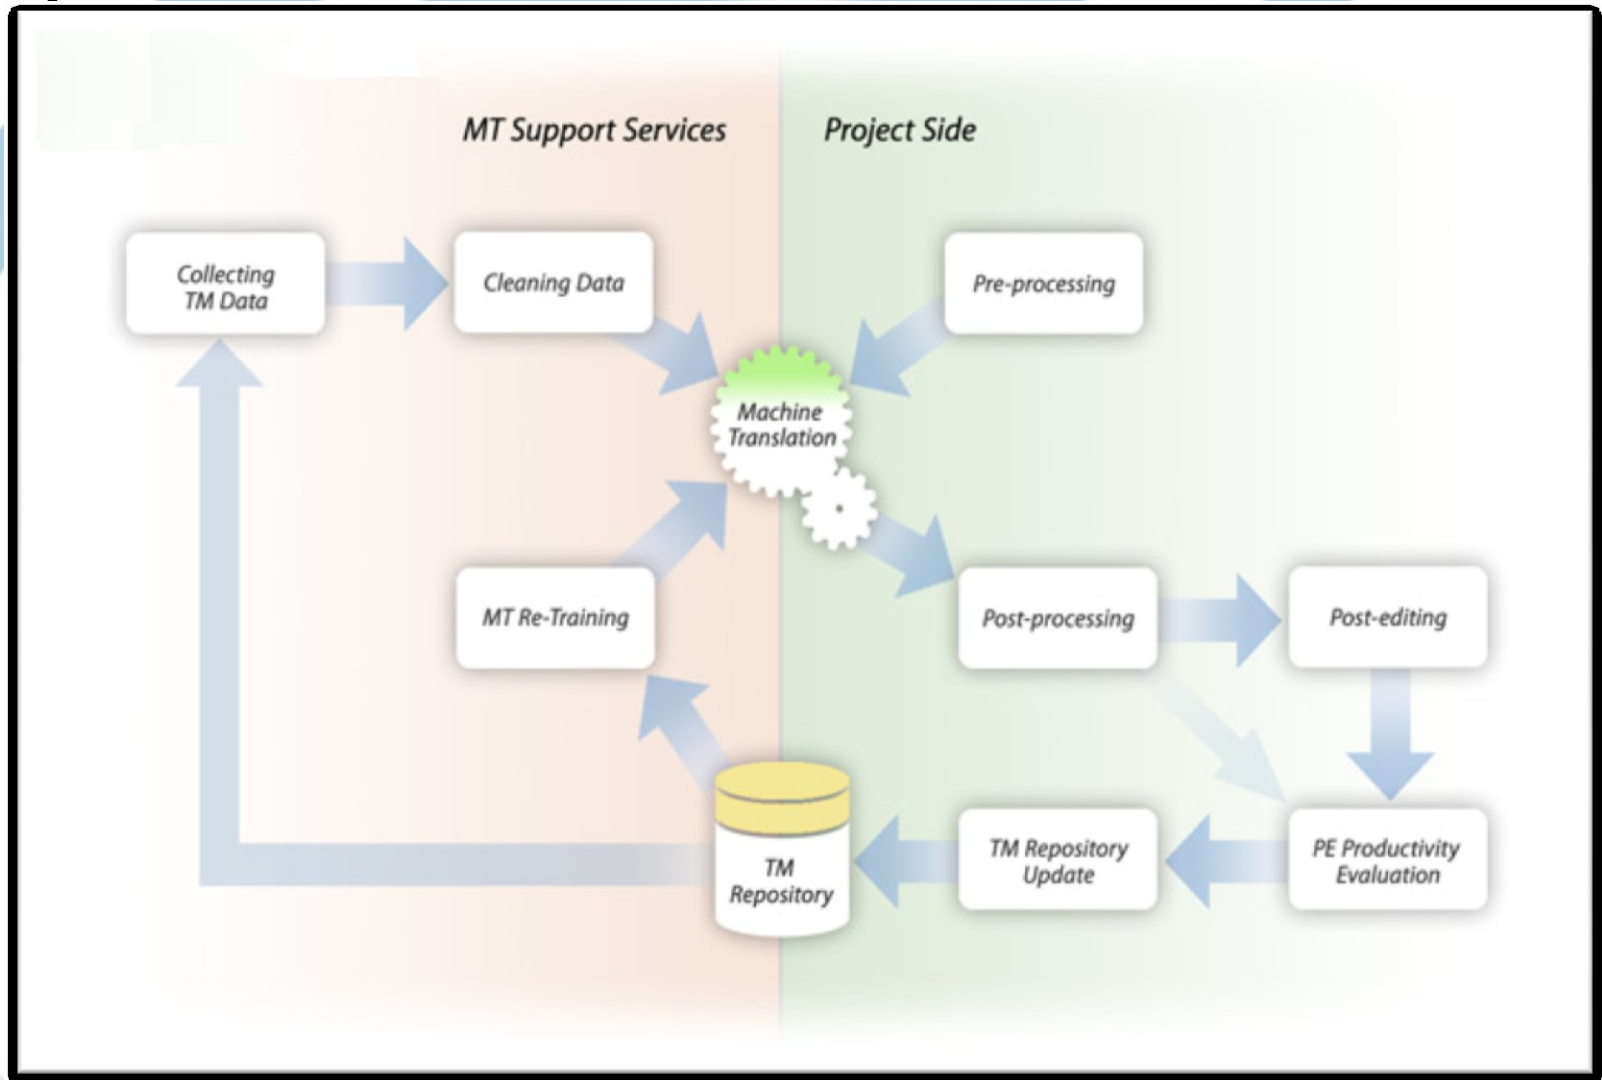 MT Support Services
Project Side
Collecting
TM Data
Cleaning Data
Pre-processing
Machine
Translation
MT Re-Training
Post-processing
Post-editing
TM
Repository
TM Repository
Update
PE Productivity
Evaluation